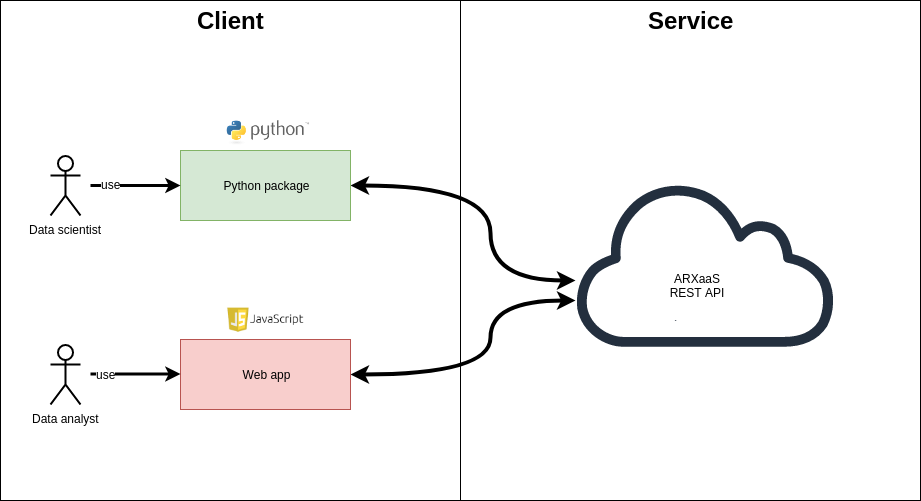 Client
Service
python™
Python package
use
Data scientist
ARXaaS
REST API
.
JS JavaScript
Web app
use
Data analyst